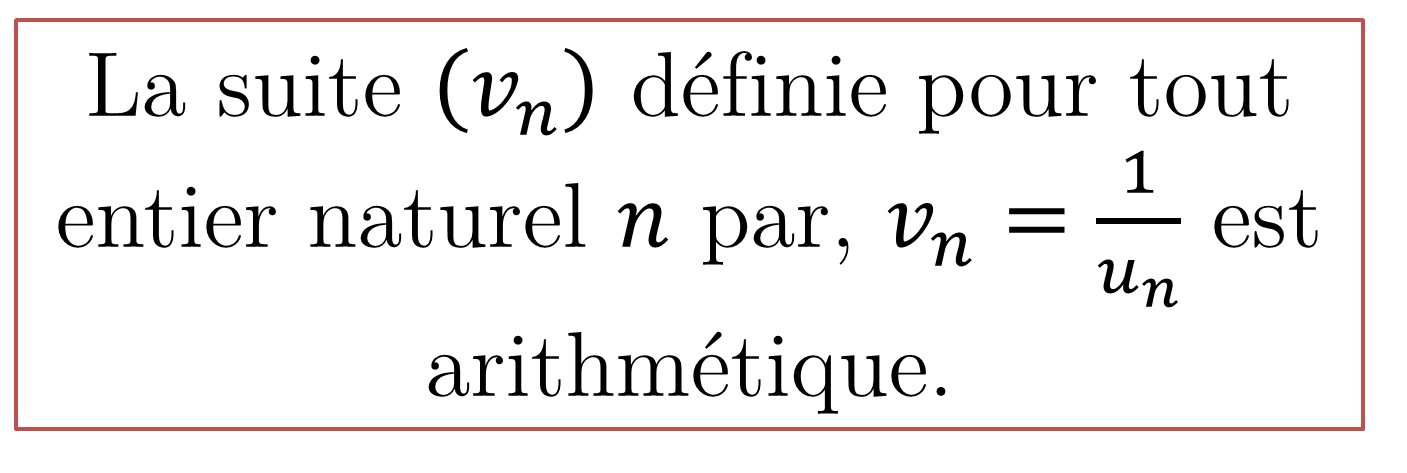 La suite (vₙ) définie pour tout
entier naturel n par, vₙ = 1/uₙ est
arithmétique.